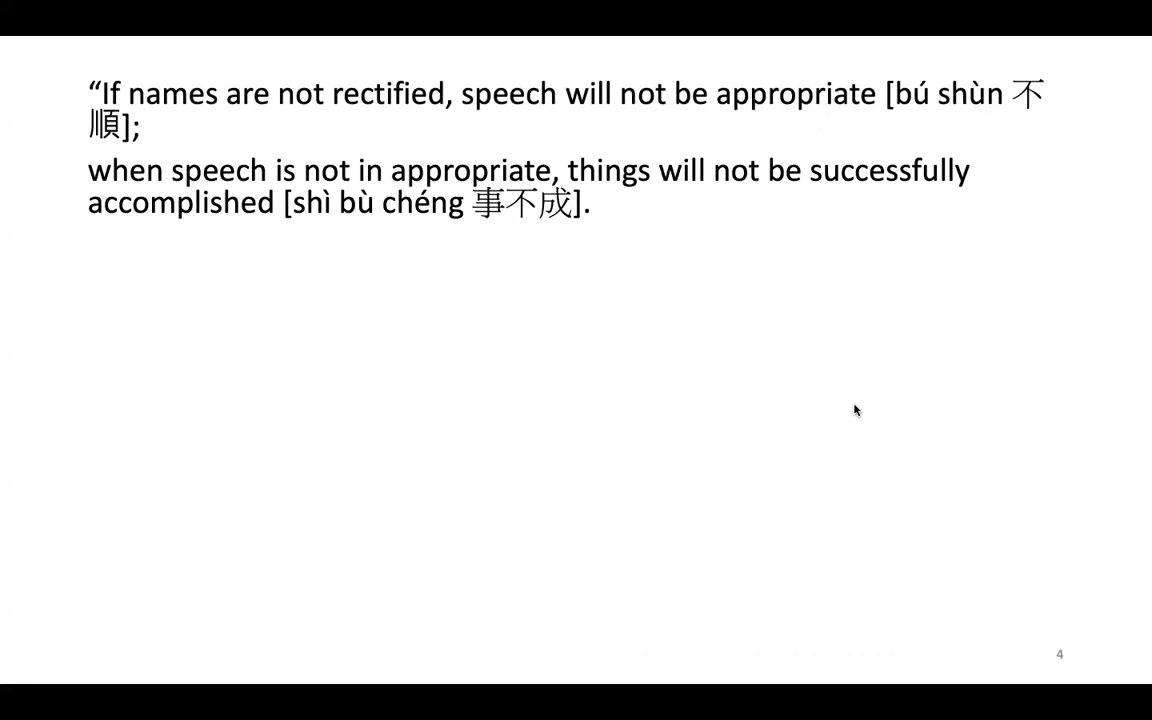 “If names are not rectified, speech will not be appropriate [bú shùn 不
順];
when speech is not in appropriate, things will not be successfully
accomplished [shì bù chéng 事不成].
4